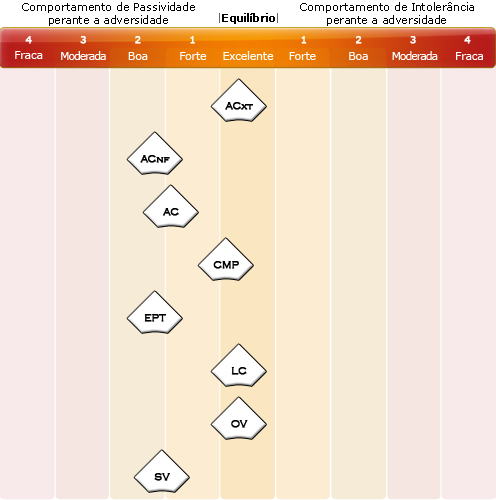 Comportamento de Passividade
perante a adversidade
|Equilíbrio|
Comportamento de Intolerância
perante a adversidade
4 3 2 1 1 2 3 4
Fraca Moderada Boa Forte Excelente Forte Boa Moderada Fraca
ACXT
ACNF
AC
CMP
EPT
LC
OV
SV